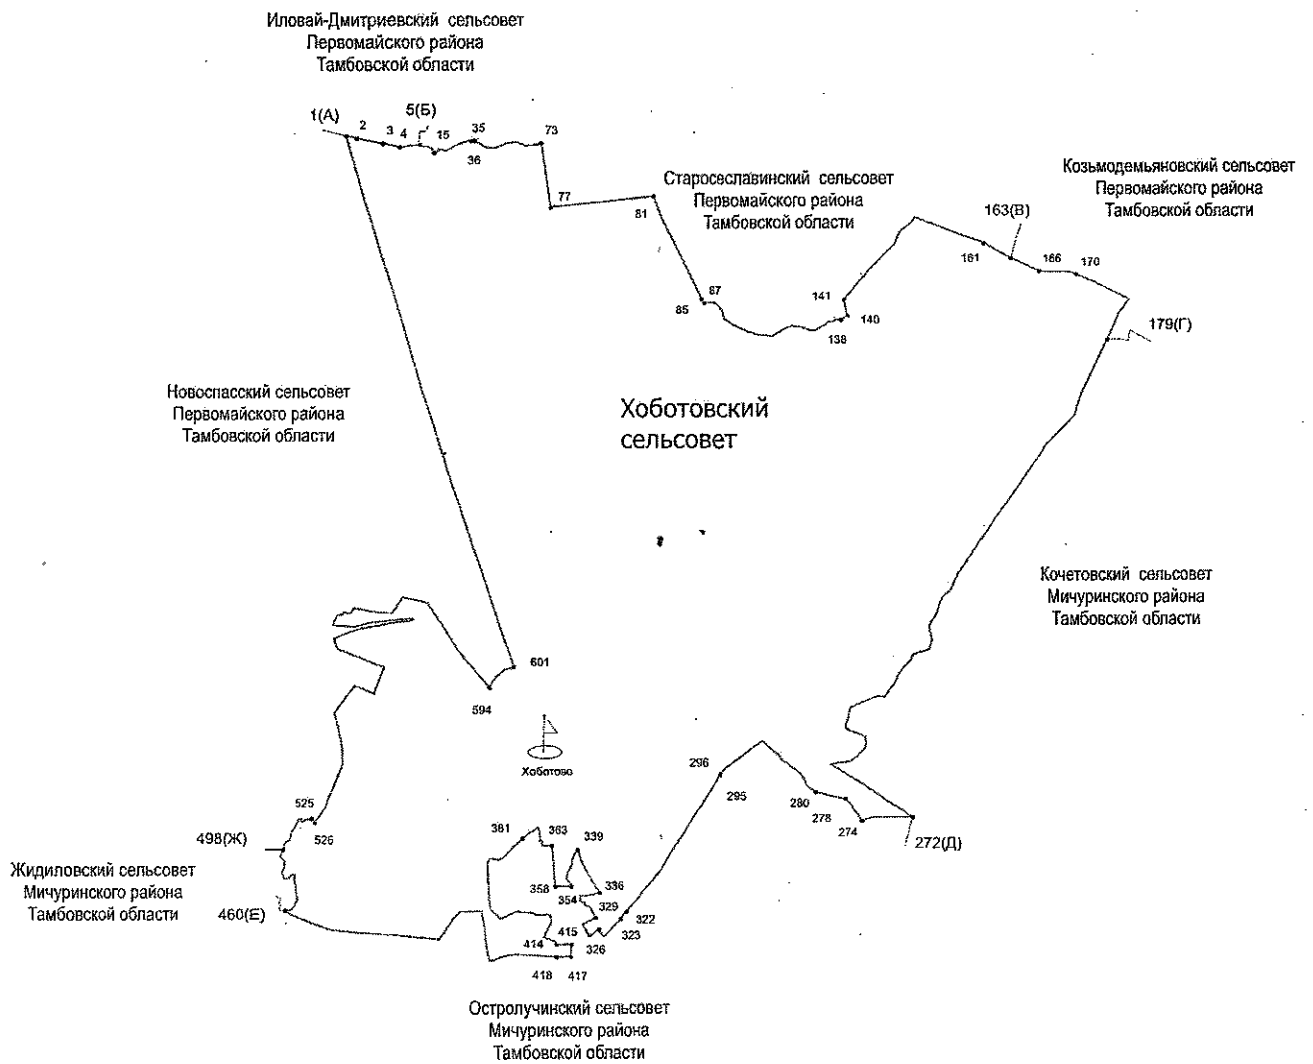 Иловай-Дмитриевский сельсовет
Первомайского района
Тамбовской области
1(А)
2
3
4
5(Б)
15
35
36
73
77
81
Старосеславинский сельсовет
Первомайского района
Тамбовской области
Козьмодемьяновский сельсовет
Первомайского района
Тамбовской области
163(В)
161
166
170
87
85
141
140
138
179(Г)
Новоспасский сельсовет
Первомайского района
Тамбовской области
Хоботовский
сельсовет
Кочетовский сельсовет
Мичуринского района
Тамбовской области
601
594
Хоботово
296
295
280
278
274
272(Д)
525
526
498(Ж)
Жидиловский сельсовет
Мичуринского района
Тамбовской области
460(Е)
381
363
339
358
354
336
329
322
323
326
415
414
418
417
Остролучинский сельсовет
Мичуринского района
Тамбовской области